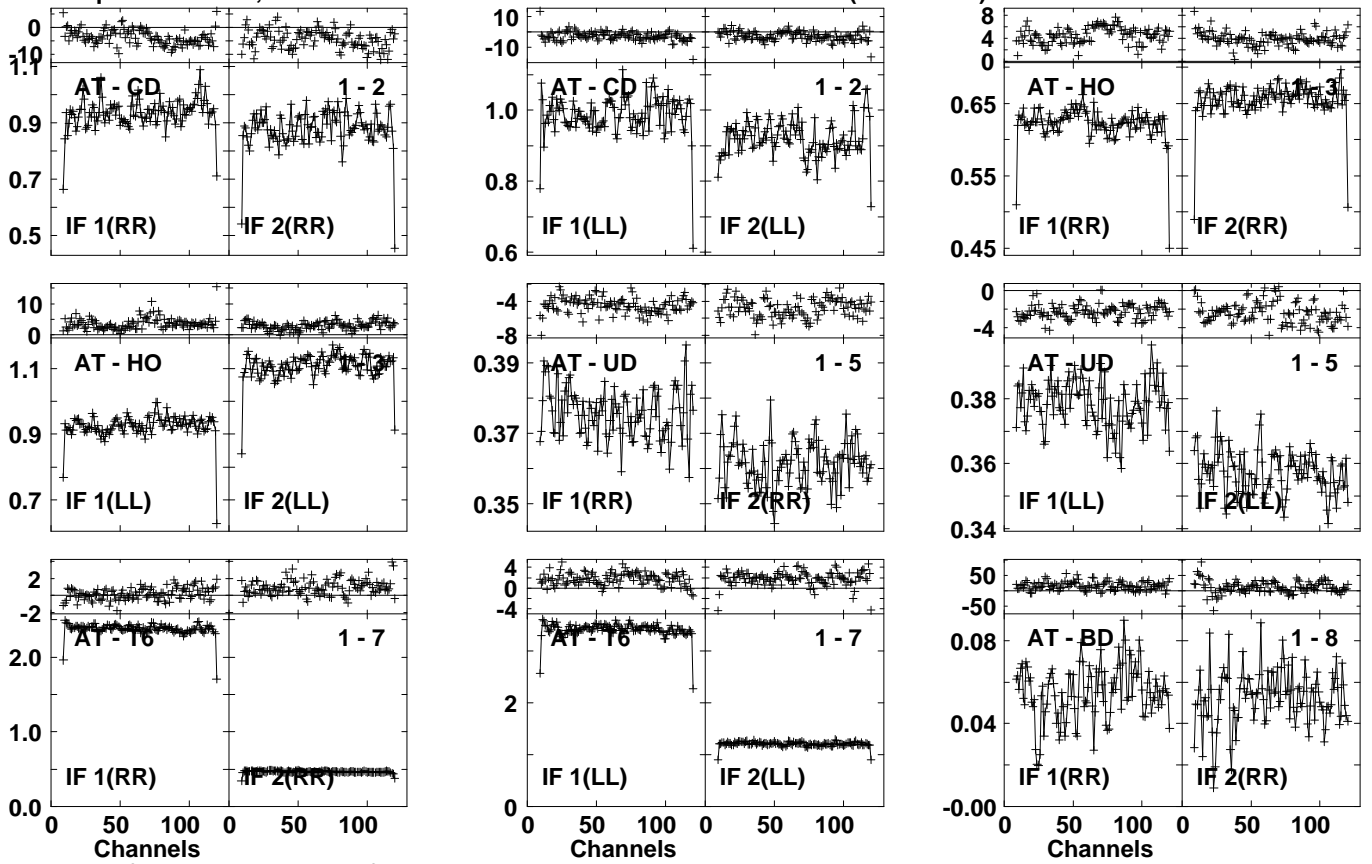 0
-10
10
-10
8
4
0
1.1
0.9
0.7
0.5
AT - CD
1 - 2
IF 1(RR)
IF 2(RR)
1.0
0.8
0.6
AT - CD
1 - 2
IF 1(LL)
IF 2(LL)
0.65
0.55
0.45
AT - HO
1 - 3
IF 1(RR)
IF 2(RR)
10
0
-4
-8
0
-4
1.1
0.9
0.7
AT - HO
1 - 3
IF 1(LL)
IF 2(LL)
0.39
0.37
0.35
AT - UD
1 - 5
IF 1(RR)
IF 2(RR)
0.38
0.36
0.34
AT - UD
1 - 5
IF 1(LL)
IF 2(LL)
2
-2
4
0
-4
50
-50
2.0
1.0
0.0
AT - T6
1 - 7
IF 1(RR)
IF 2(RR)
2
0
AT - T6
1 - 7
IF 1(LL)
IF 2(LL)
0.08
0.04
-0.00
AT - BD
1 - 8
IF 1(RR)
IF 2(RR)
0 50 100 0 50 100
0 50 100 0 50 100
0 50 100 0 50 100
Channels
Channels
Channels